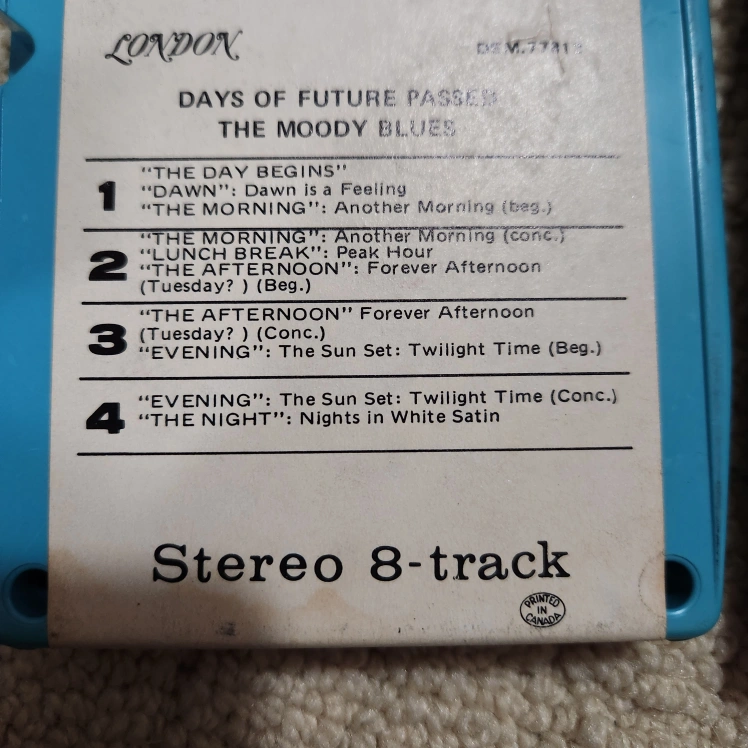 LONDON
DAYS OF FUTURE PASSED
THE MOODY BLUES
1
"THE DAY BEGINS"
"DAWN": Dawn is a Feeling
"THE MORNING": Another Morning (beg.)
2
"THE MORNING": Another Morning (conc.)
"LUNCH BREAK": Peak Hour
"THE AFTERNOON": Forever Afternoon
(Tuesday? ) (Beg.)
3
"THE AFTERNOON" Forever Afternoon
(Tuesday? ) (Conc.)
"EVENING": The Sun Set: Twilight Time (Beg.)
4
"EVENING": The Sun Set: Twilight Time (Conc.)
"THE NIGHT": Nights in White Satin
Stereo 8-track
PRINTED
IN
CANADA